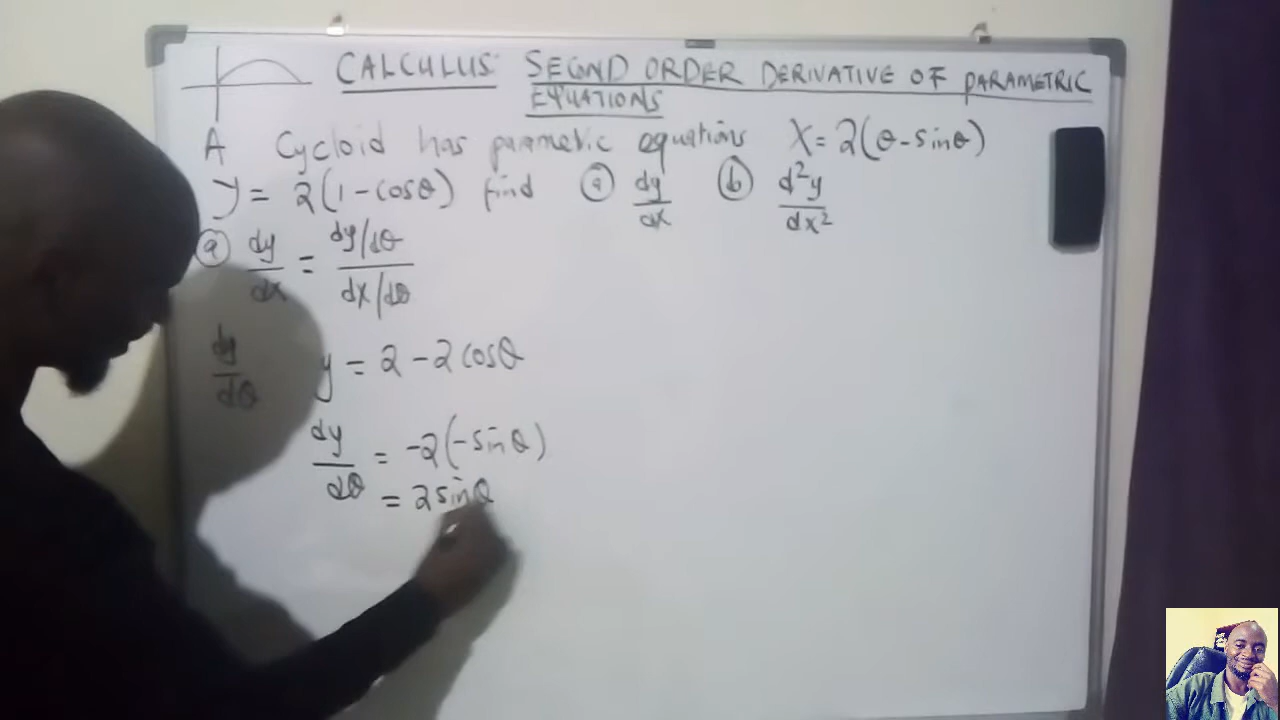 CALCULUS: SECOND ORDER DERIVATIVE OF PARAMETRIC
EQUATIONS
A Cycloid has parametric equations X = 2(θ-sinθ)
y = 2(1-cosθ) find (a) dy/dx (b) d²y/dx²
(a) dy/dx = (dy/dθ)/(dx/dθ)
dy/dθ y = 2-2cosθ
dy/dθ = -2(-sinθ)
= 2sinθ